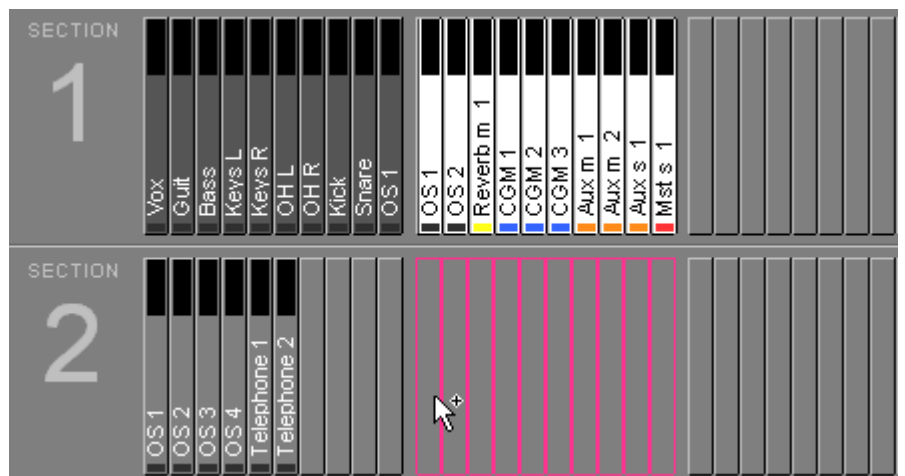 SECTION
1
Vox
Guit
Bass
Keys L
Keys R
OH L
OH R
Kick
Snare
OS 1
OS 1
OS 2
Reverb m 1
CGM 1
CGM 2
CGM 3
Aux m 1
Aux m 2
Aux s 1
Mst s 1
SECTION
2
OS 1
OS 2
OS 3
OS 4
Telephone 1
Telephone 2